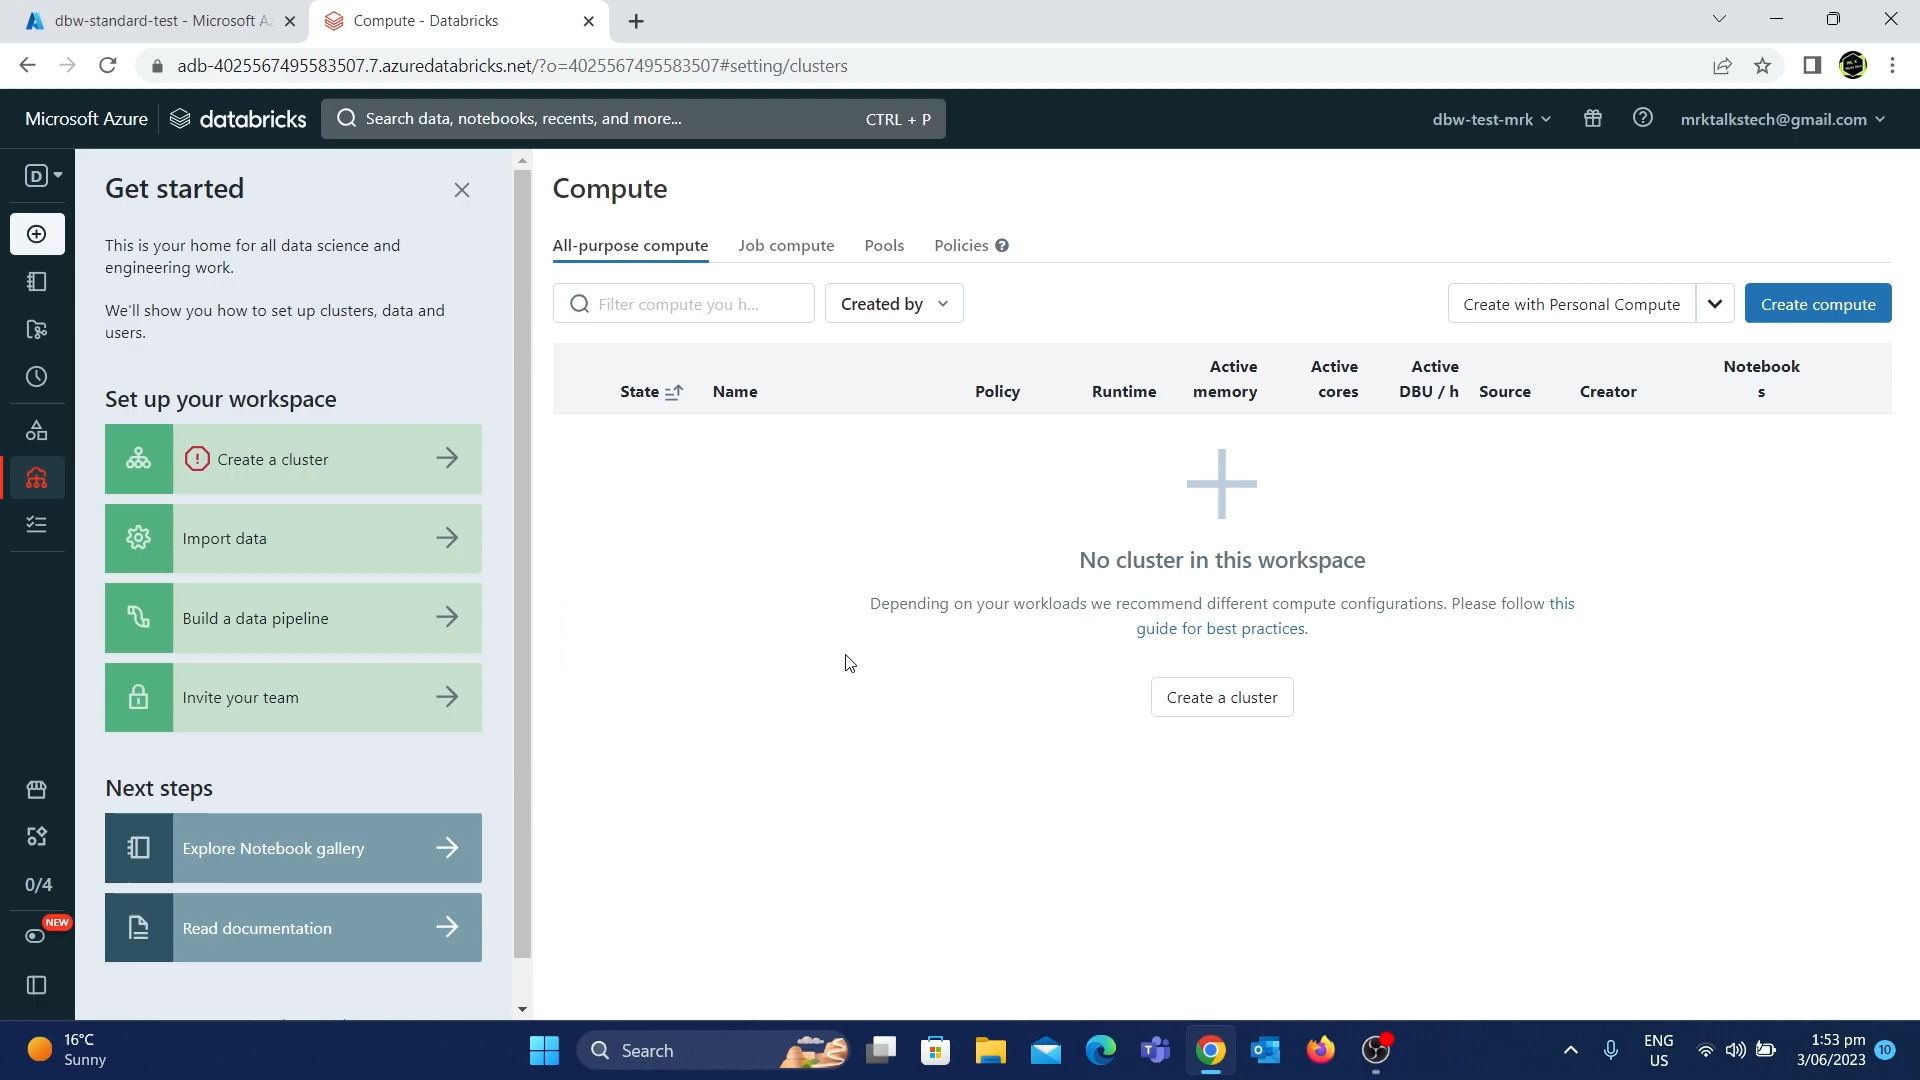 dbw-standard-test - Microsoft Az
Compute - Databricks
adb-4025567495583507.7.azuredatabricks.net/?o=4025567495583507#setting/clusters
Microsoft Azure
databricks
Search data, notebooks, recents, and more...
CTRL + P
dbw-test-mrk
mrktalkstech@gmail.com
D
Get started
This is your home for all data science and
engineering work.
We'll show you how to set up clusters, data and
users.
Set up your workspace
Create a cluster
Import data
Build a data pipeline
Invite your team
Next steps
Explore Notebook gallery
Read documentation
0/4
NEW
Compute
All-purpose compute
Job compute
Pools
Policies
Filter compute you h...
Created by
Create with Personal Compute
Create compute
State
Name
Policy
Runtime
Active
memory
Active
cores
Active
DBU / h
Source
Creator
Notebook
s
No cluster in this workspace
Depending on your workloads we recommend different compute configurations. Please follow this
guide for best practices.
Create a cluster
16°C
Sunny
Search
ENG
US
1:53 pm
3/06/2023
10